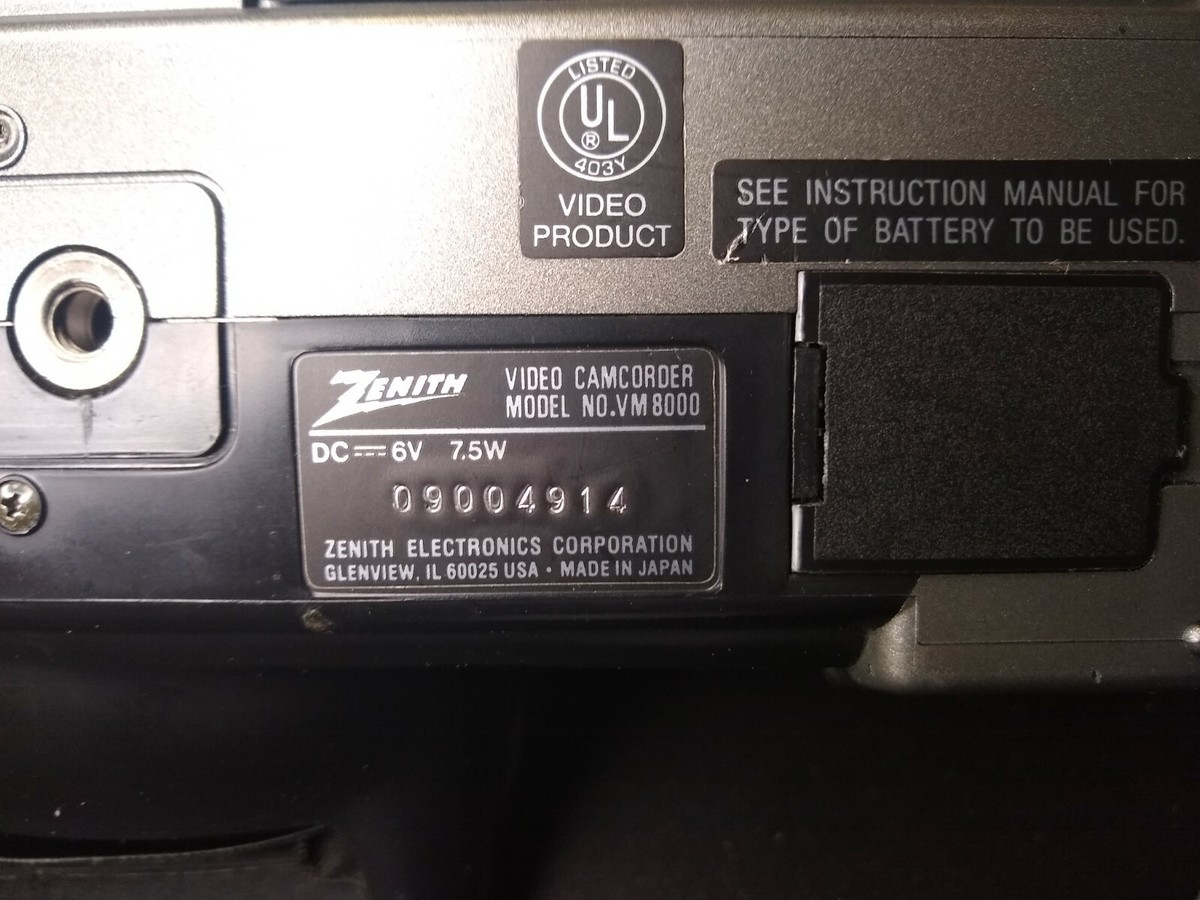 LISTED
UL
®
403Y
VIDEO
PRODUCT
SEE INSTRUCTION MANUAL FOR
TYPE OF BATTERY TO BE USED.
ZENITH
VIDEO CAMCORDER
MODEL NO.VM8000
DC⎓6V 7.5W
09004914
ZENITH ELECTRONICS CORPORATION
GLENVIEW, IL 60025 USA • MADE IN JAPAN